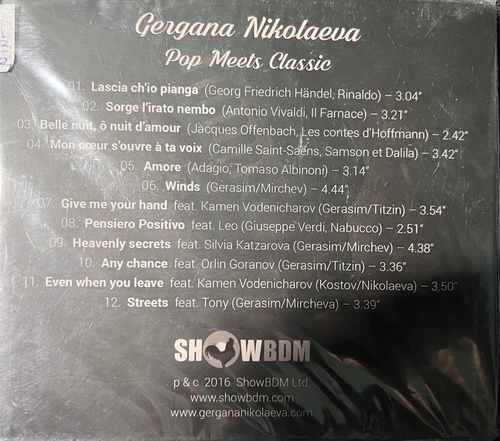 Gergana Nikolaeva
Pop Meets Classic
01. Lascia ch'io pianga (Georg Friedrich Händel, Rinaldo) – 3.04"
02. Sorge l'irato nembo (Antonio Vivaldi, Il Farnace) – 3.21"
03. Belle nuit, ô nuit d'amour (Jacques Offenbach, Les contes d'Hoffmann) – 2.42"
04. Mon cœur s'ouvre à ta voix (Camille Saint-Saëns, Samson et Dalila) – 3.42"
05. Amore (Adagio, Tomaso Albinoni) – 3.14"
06. Winds (Gerasim/Mirchev) – 4.44"
07. Give me your hand feat. Kamen Vodenicharov (Gerasim/Titzin) – 3.54"
08. Pensiero Positivo feat. Leo (Giuseppe Verdi, Nabucco) – 2.51"
09. Heavenly secrets feat. Silvia Katzarova (Gerasim/Mirchev) – 4.38"
10. Any chance feat. Orlin Goranov (Gerasim/Titzin) – 3.36"
11. Even when you leave feat. Kamen Vodenicharov (Kostov/Nikolaeva) – 3.50"
12. Streets feat. Tony (Gerasim/Mircheva) – 3.39"
SHOWBDM
p & c 2016 ShowBDM Ltd.
www.showbdm.com
www.gergananikolaeva.com